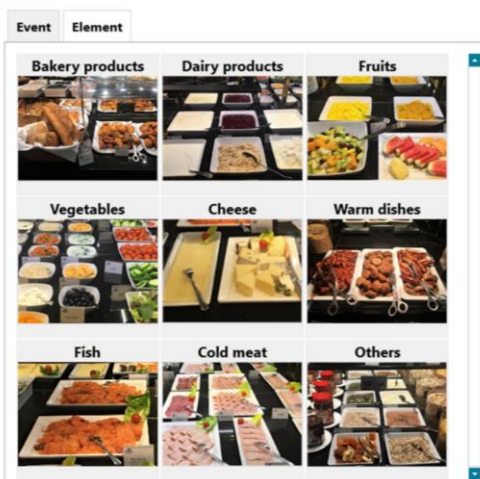 Event Element
Bakery products Dairy products Fruits
Vegetables Cheese Warm dishes
Fish Cold meat Others